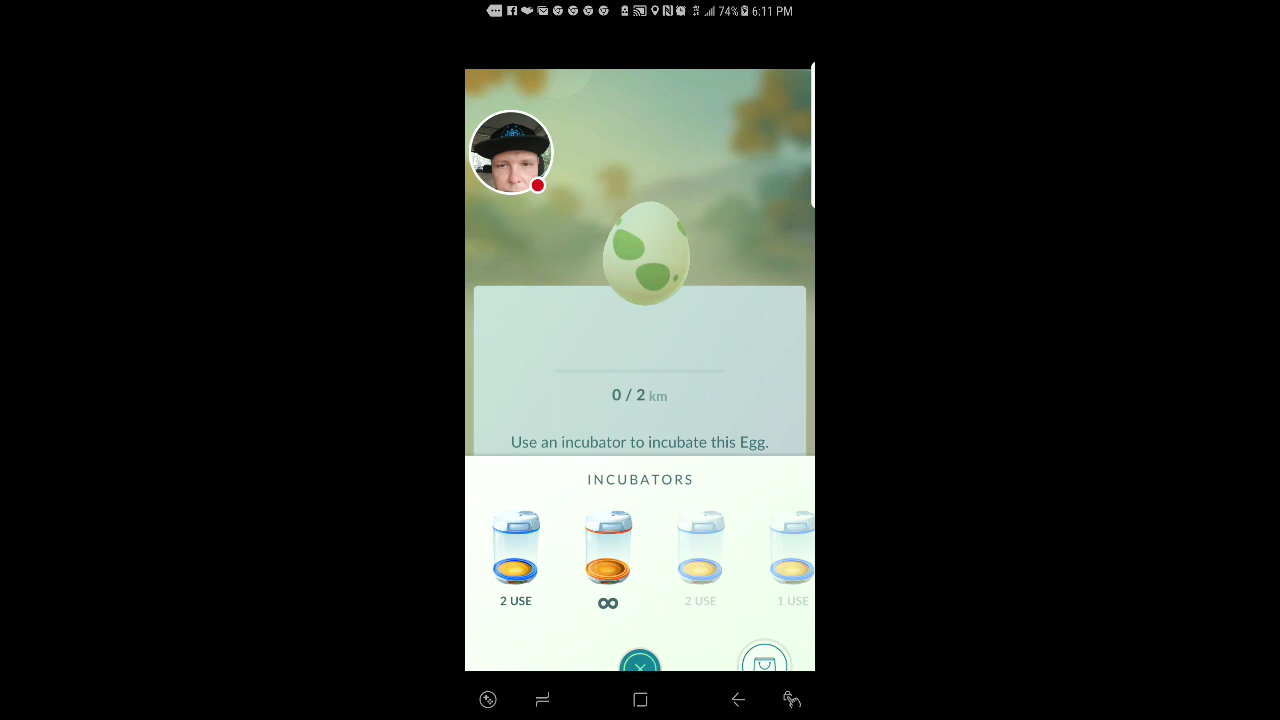 74% 6:11 PM
0 / 2 km
Use an incubator to incubate this Egg.
INCUBATORS
2 USE
∞
2 USE
1 USE